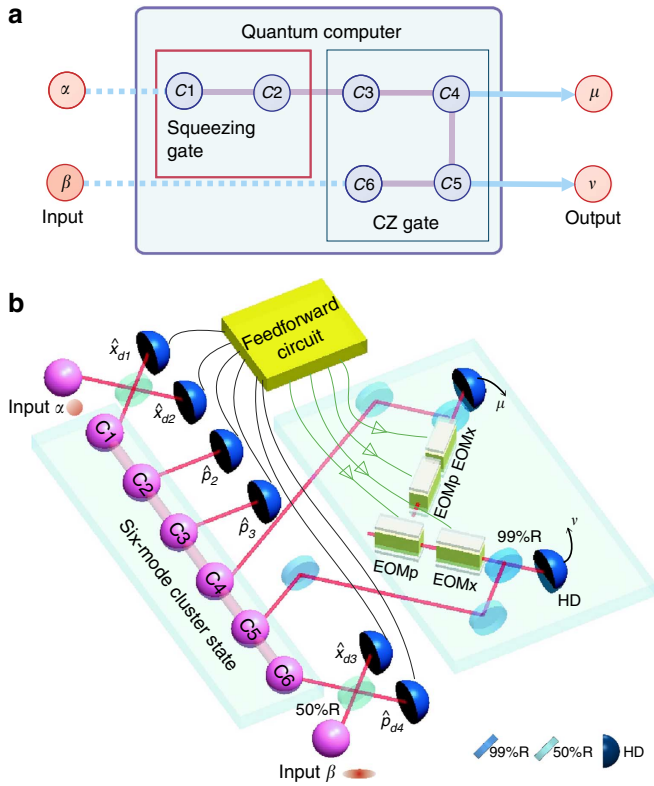 a
Quantum computer
α
C1
C2
C3
C4
μ
Squeezing
gate
β
C6
C5
ν
Input
CZ gate
Output
b
Feedforward
circuit
x̂d1
Input α
x̂d2
μ
C1
EOMp EOMx
C2
p̂2
C3
p̂3
ν
99%R
EOMp
EOMx
HD
Six-mode cluster state
C4
C5
C6
x̂d3
50%R
p̂d4
Input β
99%R
50%R
HD